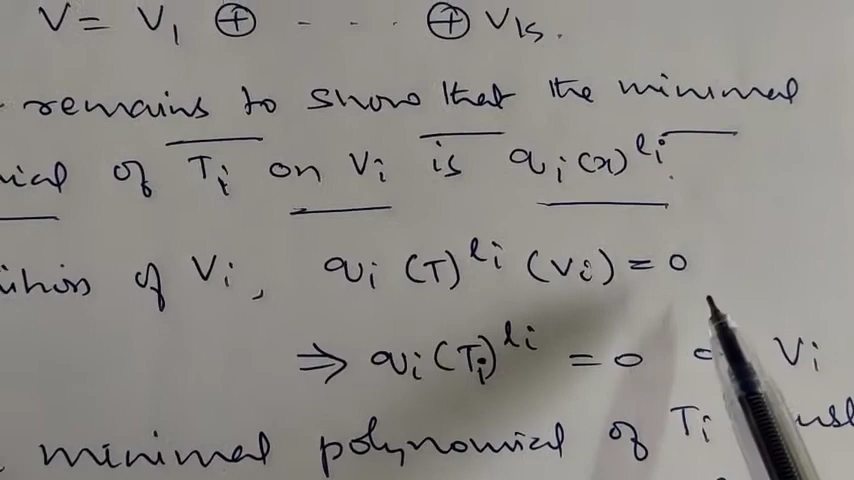 V = V₁ ⊕ · · · ⊕ Vₖ.
remains to show that the minimal
of Tᵢ on Vᵢ is qᵢ(x)^lᵢ.
of Vᵢ, qᵢ(T)^lᵢ (Vᵢ) = 0
⇒ qᵢ(Tᵢ)^lᵢ = 0 Vᵢ
minimal polynomial of Tᵢ